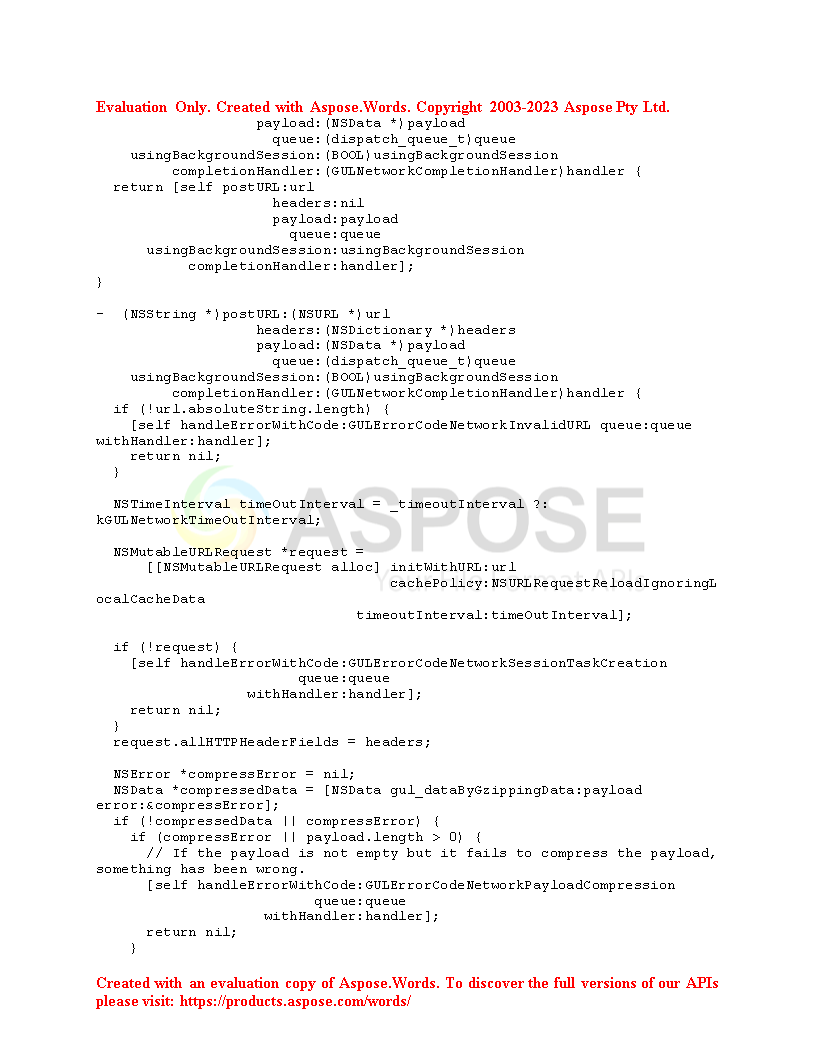 Evaluation Only. Created with Aspose.Words. Copyright 2003-2023 Aspose Pty Ltd.
                   payload:(NSData *)payload
                     queue:(dispatch_queue_t)queue
    usingBackgroundSession:(BOOL)usingBackgroundSession
         completionHandler:(GULNetworkCompletionHandler)handler {
  return [self postURL:url
                     headers:nil
                     payload:payload
                       queue:queue
      usingBackgroundSession:usingBackgroundSession
           completionHandler:handler];
}

-  (NSString *)postURL:(NSURL *)url
                   headers:(NSDictionary *)headers
                   payload:(NSData *)payload
                     queue:(dispatch_queue_t)queue
    usingBackgroundSession:(BOOL)usingBackgroundSession
         completionHandler:(GULNetworkCompletionHandler)handler {
  if (!url.absoluteString.length) {
    [self handleErrorWithCode:GULErrorCodeNetworkInvalidURL queue:queue
withHandler:handler];
    return nil;
  }

  NSTimeInterval timeOutInterval = _timeoutInterval ?:
kGULNetworkTimeOutInterval;
ASPOSE
Your File Format APIs

  NSMutableURLRequest *request =
      [[NSMutableURLRequest alloc] initWithURL:url
                                   cachePolicy:NSURLRequestReloadIgnoringL
ocalCacheData
                               timeoutInterval:timeOutInterval];

  if (!request) {
    [self handleErrorWithCode:GULErrorCodeNetworkSessionTaskCreation
                        queue:queue
                  withHandler:handler];
    return nil;
  }
  request.allHTTPHeaderFields = headers;

  NSError *compressError = nil;
  NSData *compressedData = [NSData gul_dataByGzippingData:payload
error:&compressError];
  if (!compressedData || compressError) {
    if (compressError || payload.length > 0) {
      // If the payload is not empty but it fails to compress the payload,
something has been wrong.
      [self handleErrorWithCode:GULErrorCodeNetworkPayloadCompression
                          queue:queue
                    withHandler:handler];
      return nil;
    }

Created with an evaluation copy of Aspose.Words. To discover the full versions of our APIs
please visit: https://products.aspose.com/words/